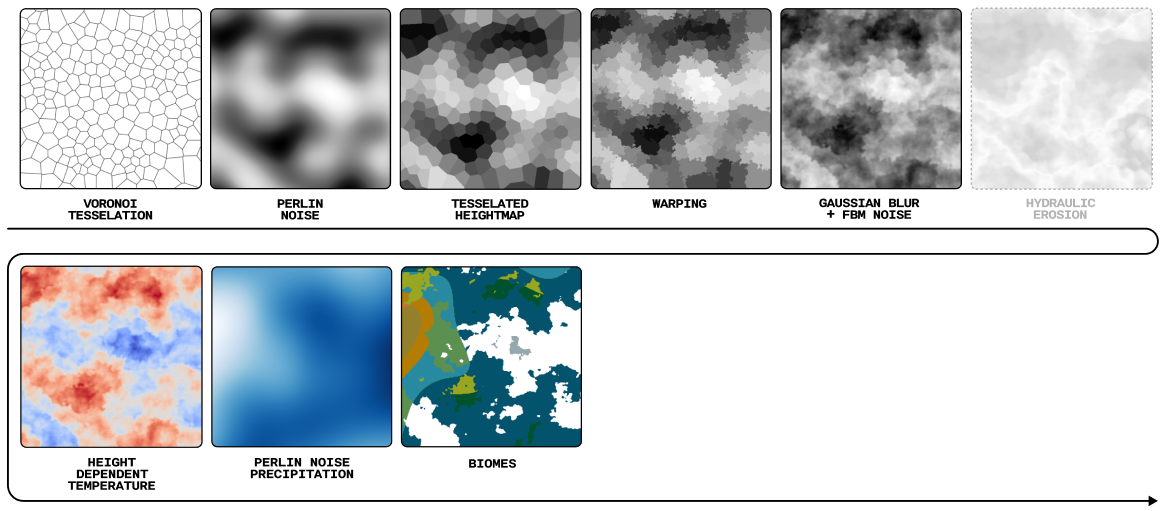 VORONOI
TESSELATION
PERLIN
NOISE
TESSELATED
HEIGHTMAP
WARPING
GAUSSIAN BLUR
+ FBM NOISE
HYDRAULIC
EROSION
HEIGHT
DEPENDENT
TEMPERATURE
PERLIN NOISE
PRECIPITATION
BIOMES